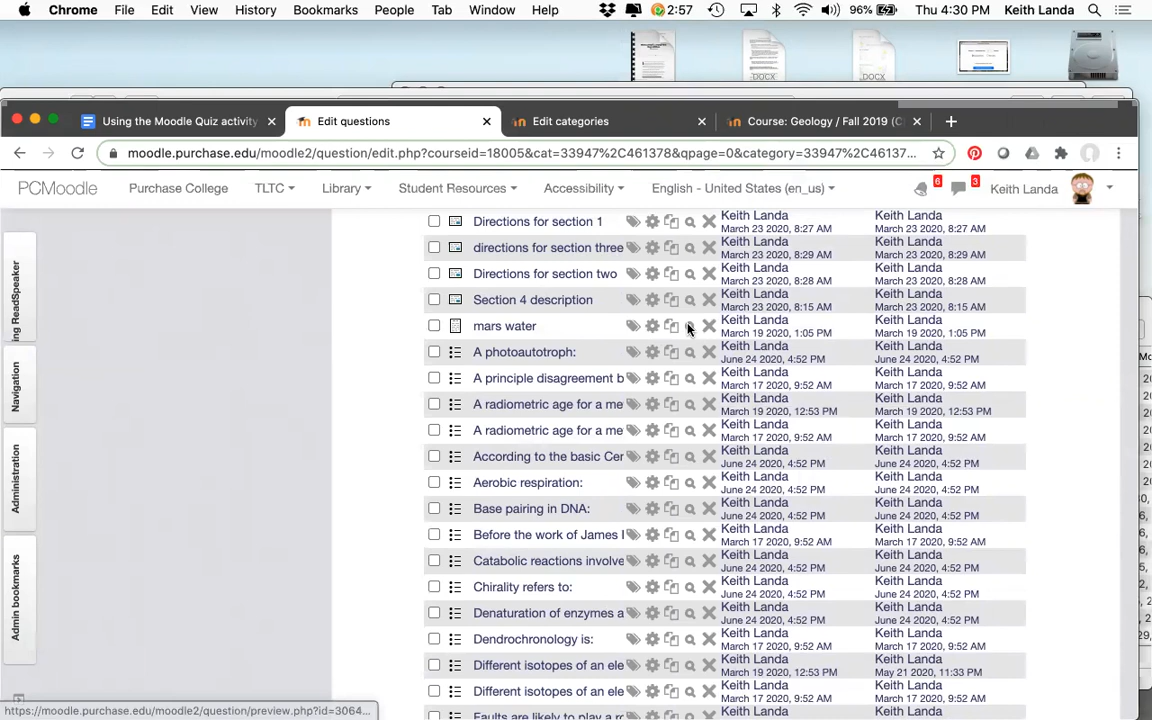 Chrome File Edit View History Bookmarks People Tab Window Help 2:57 96% Thu 4:30 PM Keith Landa
DOCX DOCX
Using the Moodle Quiz activity Edit questions Edit categories Course: Geology / Fall 2019 (C
moodle.purchase.edu/moodle2/question/edit.php?courseid=18005&cat=33947%2C461378&qpage=0&category=33947%2C46137...
PCMoodle Purchase College TLTC Library Student Resources Accessibility English - United States (en_us) 6 3 Keith Landa
ing ReadSpeaker
Navigation
Administration
Admin bookmarks
Directions for section 1 Keith Landa Keith Landa
March 23 2020, 8:27 AM March 23 2020, 8:27 AM
directions for section three Keith Landa Keith Landa
March 23 2020, 8:29 AM March 23 2020, 8:29 AM
Directions for section two Keith Landa Keith Landa
March 23 2020, 8:28 AM March 23 2020, 8:28 AM
Section 4 description Keith Landa Keith Landa
March 23 2020, 8:15 AM March 23 2020, 8:15 AM
mars water Keith Landa Keith Landa
March 19 2020, 1:05 PM March 19 2020, 1:05 PM
A photoautotroph: Keith Landa Keith Landa
June 24 2020, 4:52 PM June 24 2020, 4:52 PM
A principle disagreement b Keith Landa Keith Landa
March 17 2020, 9:52 AM March 17 2020, 9:52 AM
A radiometric age for a me Keith Landa Keith Landa
March 19 2020, 12:53 PM March 19 2020, 12:53 PM
A radiometric age for a me Keith Landa Keith Landa
March 17 2020, 9:52 AM March 17 2020, 9:52 AM
According to the basic Cer Keith Landa Keith Landa
June 24 2020, 4:52 PM June 24 2020, 4:52 PM
Aerobic respiration: Keith Landa Keith Landa
June 24 2020, 4:52 PM June 24 2020, 4:52 PM
Base pairing in DNA: Keith Landa Keith Landa
June 24 2020, 4:52 PM June 24 2020, 4:52 PM
Before the work of James Keith Landa Keith Landa
March 17 2020, 9:52 AM March 17 2020, 9:52 AM
Catabolic reactions involve Keith Landa Keith Landa
June 24 2020, 4:52 PM June 24 2020, 4:52 PM
Chirality refers to: Keith Landa Keith Landa
June 24 2020, 4:52 PM June 24 2020, 4:52 PM
Denaturation of enzymes a Keith Landa Keith Landa
June 24 2020, 4:52 PM June 24 2020, 4:52 PM
Dendrochronology is: Keith Landa Keith Landa
March 17 2020, 9:52 AM March 17 2020, 9:52 AM
Different isotopes of an ele Keith Landa Keith Landa
March 19 2020, 12:53 PM May 21 2020, 11:33 PM
Different isotopes of an ele Keith Landa Keith Landa
March 17 2020, 9:52 AM March 17 2020, 9:52 AM
Faults are likely to play a Keith Landa Keith Landa
https://moodle.purchase.edu/moodle2/question/preview.php?id=3064...